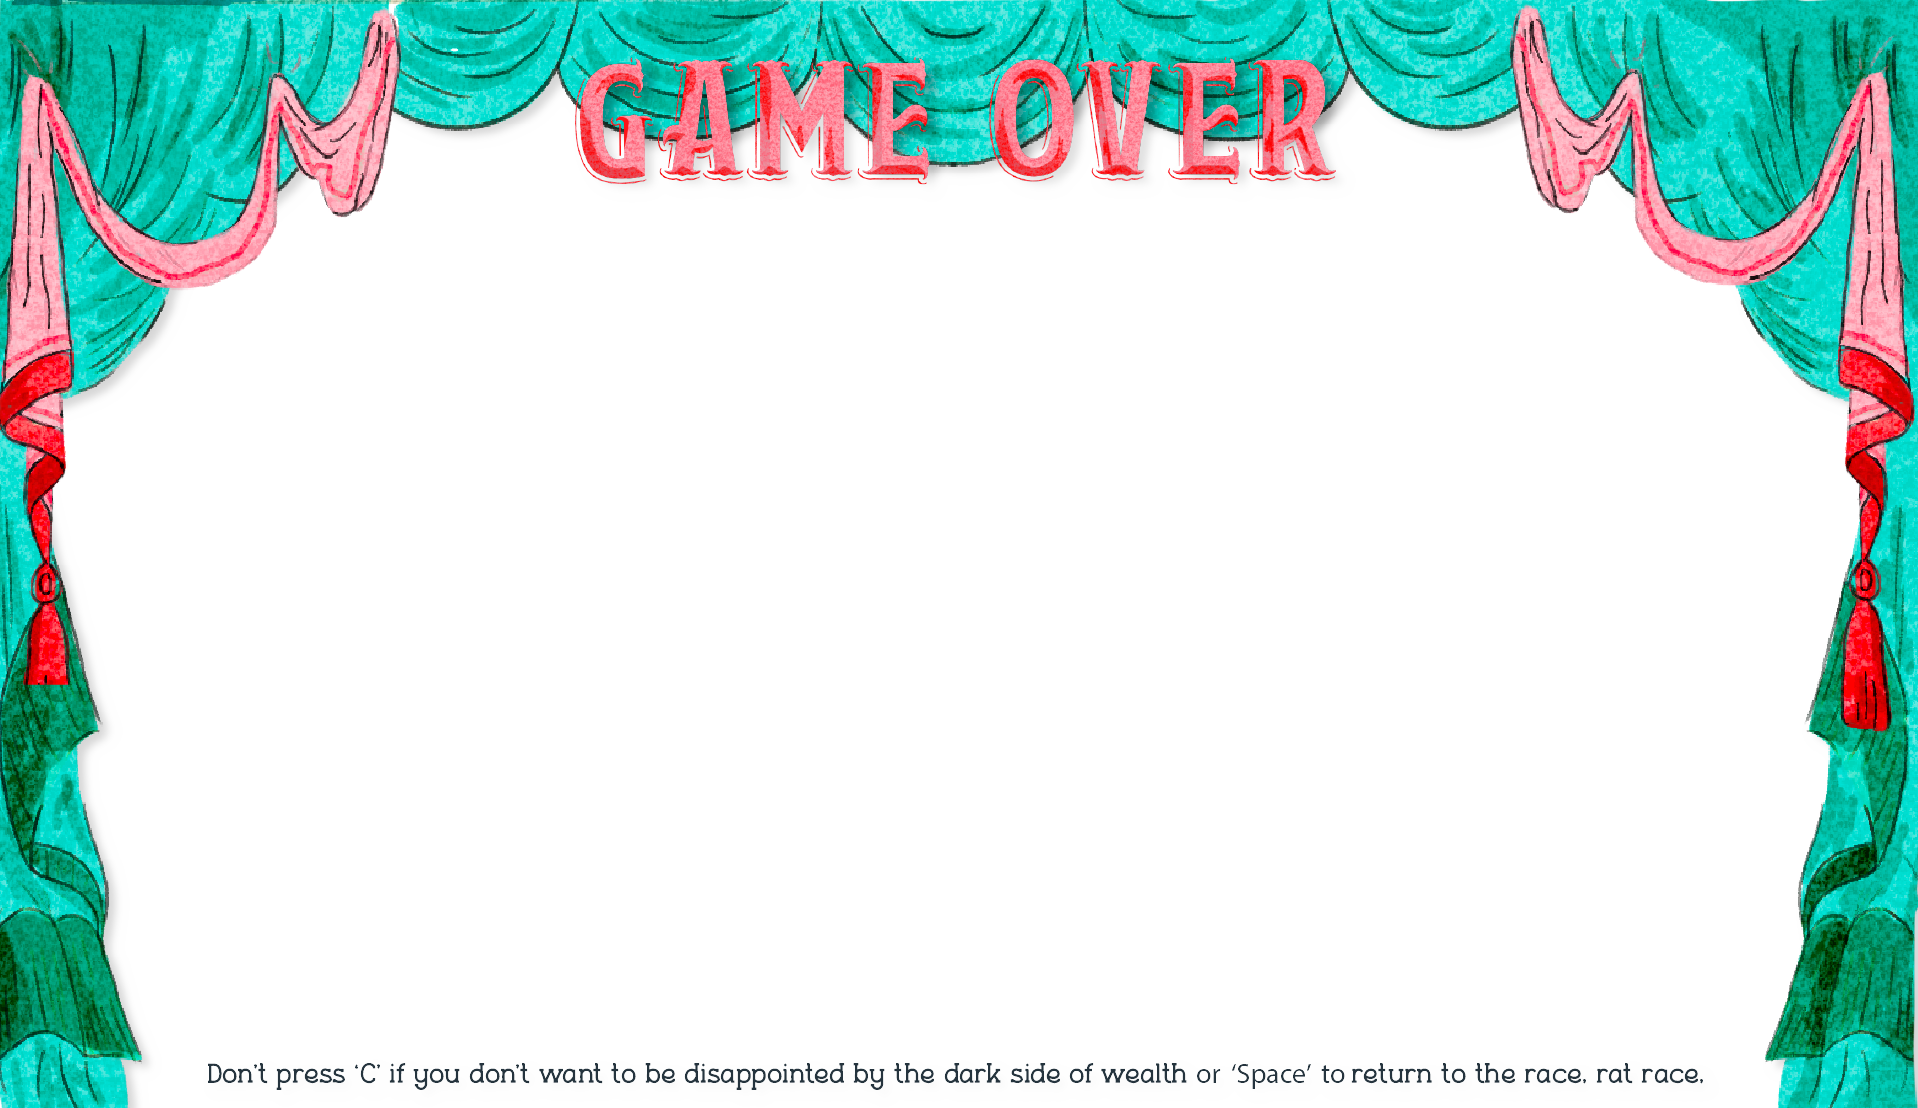 GAME OVER
Don't press ‘C’ if you don't want to be disappointed by the dark side of wealth or ‘Space’ to return to the race, rat race.